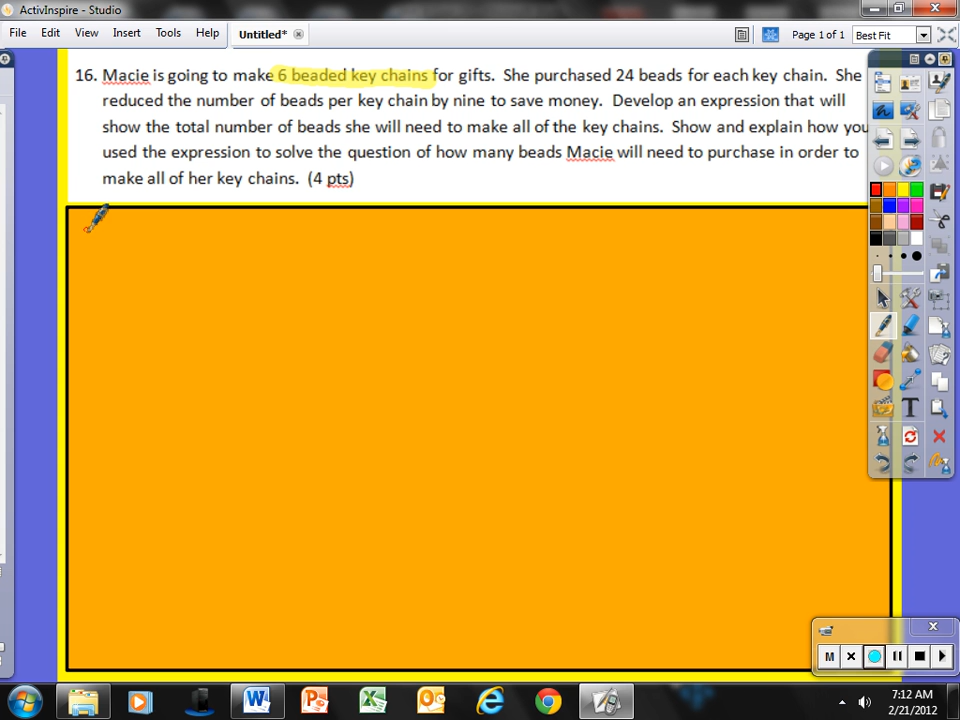 ActivInspire - Studio
File Edit View Insert Tools Help Untitled* Page 1 of 1 Best Fit
16. Macie is going to make 6 beaded key chains for gifts. She purchased 24 beads for each key chain. She
reduced the number of beads per key chain by nine to save money. Develop an expression that will
show the total number of beads she will need to make all of the key chains. Show and explain how you
used the expression to solve the question of how many beads Macie will need to purchase in order to
make all of her key chains. (4 pts)
T
M
7:12 AM
2/21/2012